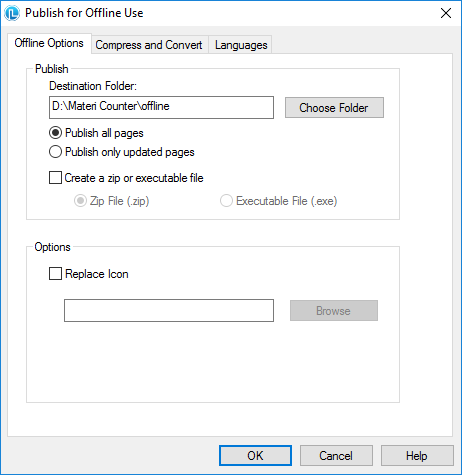 Publish for Offline Use
Offline Options Compress and Convert Languages
Publish
Destination Folder:
D:\Materi Counter\offline Choose Folder
Publish all pages
Publish only updated pages
Create a zip or executable file
Zip File (.zip) Executable File (.exe)
Options
Replace Icon
Browse
OK Cancel Help